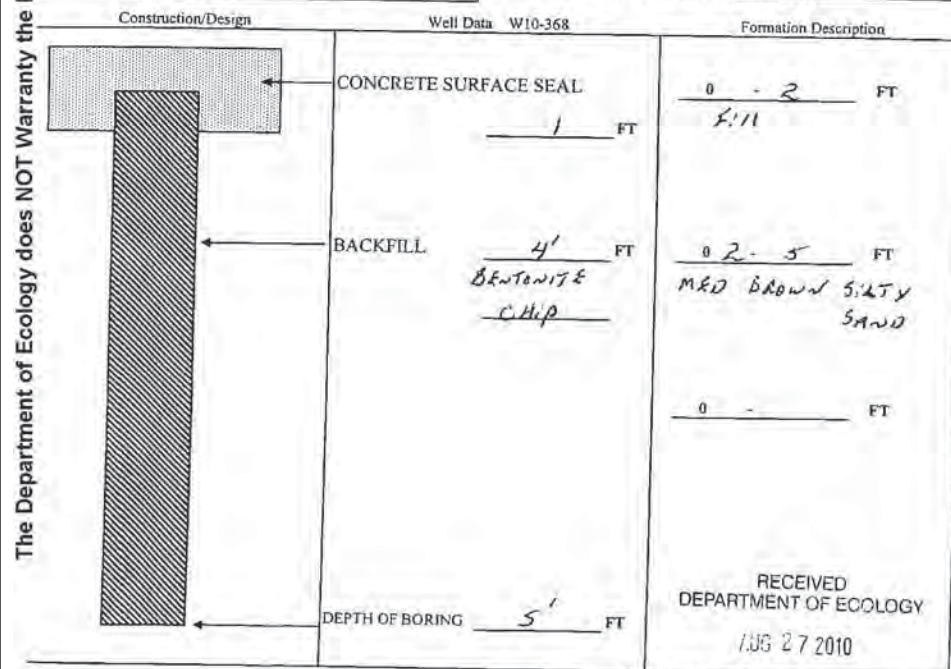 The Department of Ecology does NOT Warranty the
Construction/Design
Well Data W10-368
Formation Description
CONCRETE SURFACE SEAL
1 FT
0 - 2 FT
Fill
BACKFILL 4' FT
BENTONITE
CHIP
0 2 - 5 FT
MED BROWN SILTY
SAND
0 - FT
DEPTH OF BORING 5' FT
RECEIVED
DEPARTMENT OF ECOLOGY
AUG 27 2010